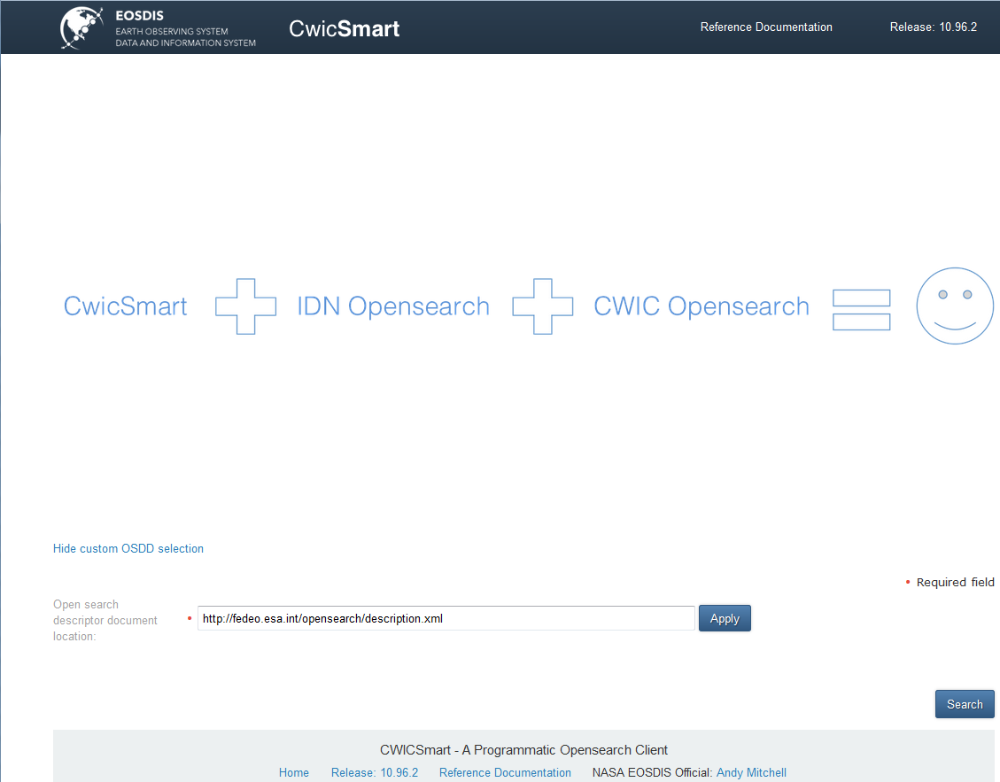 EOSDIS
EARTH OBSERVING SYSTEM
DATA AND INFORMATION SYSTEM
CwicSmart
Reference Documentation
Release: 10.96.2
CwicSmart
IDN Opensearch
CWIC Opensearch
Hide custom OSDD selection
• Required field
Open search
descriptor document
location:
• http://fedeo.esa.int/opensearch/description.xml
Apply
Search
CWICSmart - A Programmatic Opensearch Client
Home Release: 10.96.2 Reference Documentation NASA EOSDIS Official: Andy Mitchell